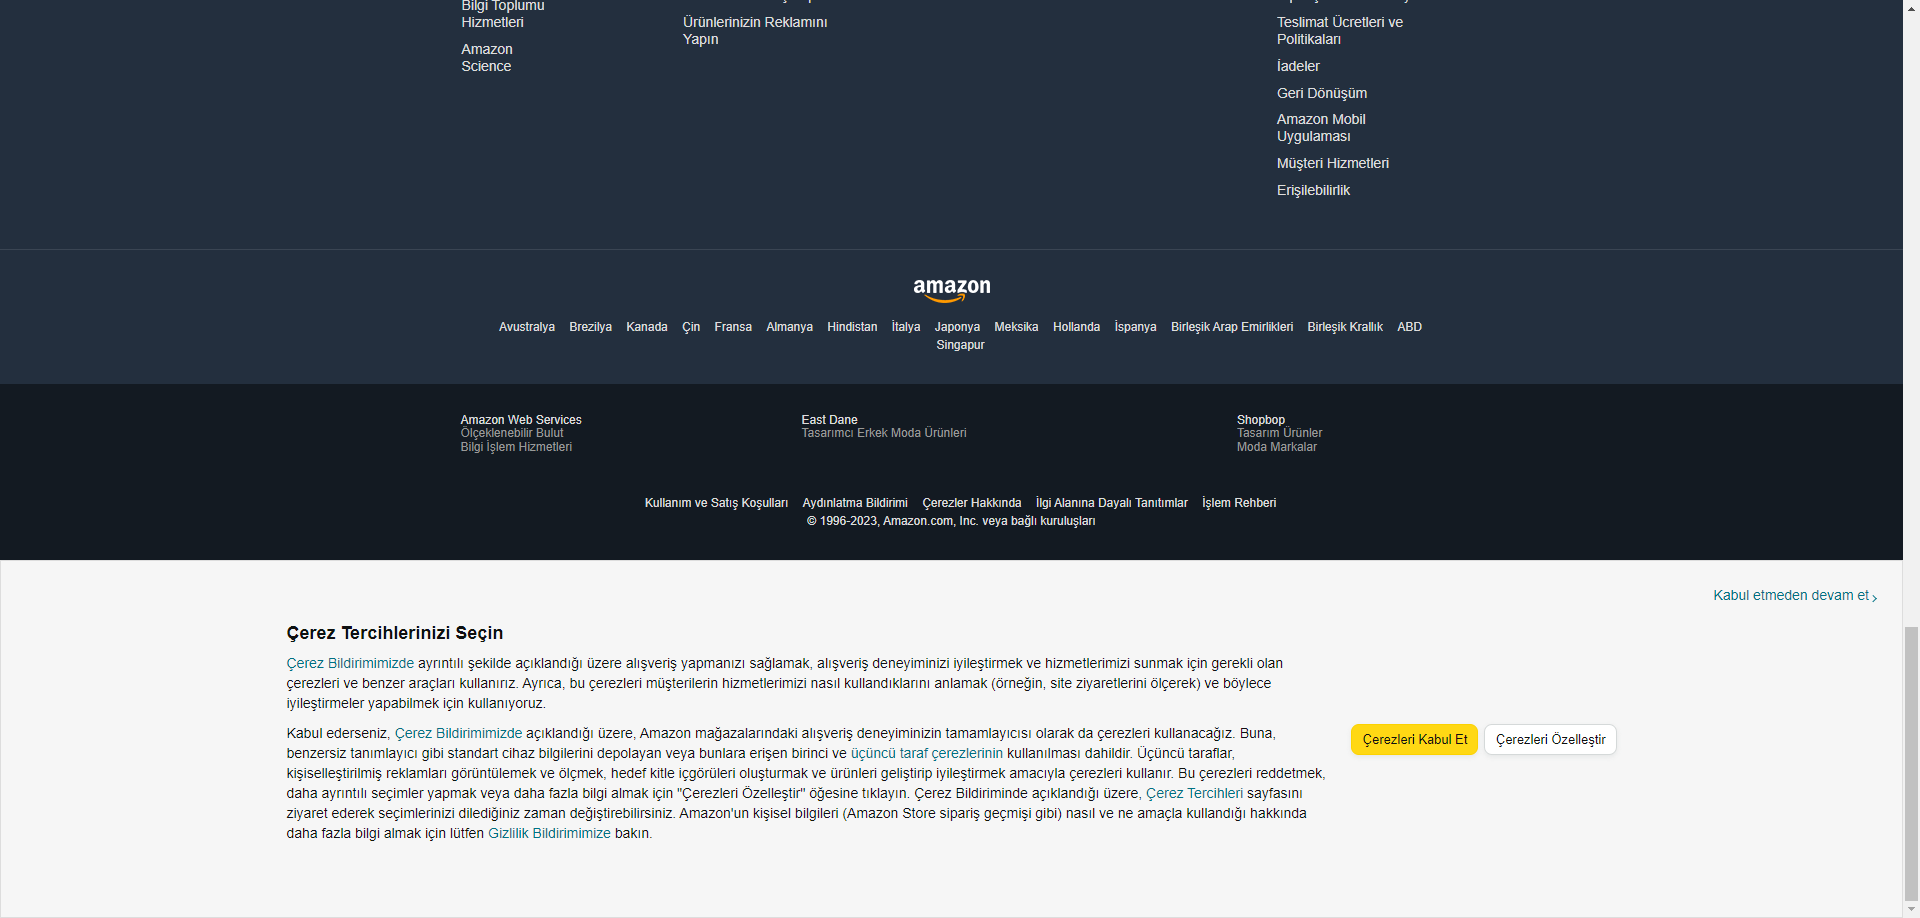 Bilgi Toplumu
Hizmetleri
Amazon
Science
Ürünlerinizin Reklamını
Yapın
Teslimat Ücretleri ve
Politikaları
İadeler
Geri Dönüşüm
Amazon Mobil
Uygulaması
Müşteri Hizmetleri
Erişilebilirlik
amazon
Avustralya Brezilya Kanada Çin Fransa Almanya Hindistan İtalya Japonya Meksika Hollanda İspanya Birleşik Arap Emirlikleri Birleşik Krallık ABD
Singapur
Amazon Web Services
Ölçeklenebilir Bulut
Bilgi İşlem Hizmetleri
East Dane
Tasarımcı Erkek Moda Ürünleri
Shopbop
Tasarım Ürünler
Moda Markalar
Kullanım ve Satış Koşulları Aydınlatma Bildirimi Çerezler Hakkında İlgi Alanına Dayalı Tanıtımlar İşlem Rehberi
© 1996-2023, Amazon.com, Inc. veya bağlı kuruluşları
Kabul etmeden devam et ›
Çerez Tercihlerinizi Seçin
Çerez Bildirimimizde ayrıntılı şekilde açıklandığı üzere alışveriş yapmanızı sağlamak, alışveriş deneyiminizi iyileştirmek ve hizmetlerimizi sunmak için gerekli olan
çerezleri ve benzer araçları kullanırız. Ayrıca, bu çerezleri müşterilerin hizmetlerimizi nasıl kullandıklarını anlamak (örneğin, site ziyaretlerini ölçerek) ve böylece
iyileştirmeler yapabilmek için kullanıyoruz.
Kabul ederseniz, Çerez Bildirimimizde açıklandığı üzere, Amazon mağazalarındaki alışveriş deneyiminizin tamamlayıcısı olarak da çerezleri kullanacağız. Buna,
benzersiz tanımlayıcı gibi standart cihaz bilgilerini depolayan veya bunlara erişen birinci ve üçüncü taraf çerezlerinin kullanılması dahildir. Üçüncü taraflar,
kişiselleştirilmiş reklamları görüntülemek ve ölçmek, hedef kitle içgörüleri oluşturmak ve ürünleri geliştirip iyileştirmek amacıyla çerezleri kullanır. Bu çerezleri reddetmek,
daha ayrıntılı seçimler yapmak veya daha fazla bilgi almak için "Çerezleri Özelleştir" öğesine tıklayın. Çerez Bildiriminde açıklandığı üzere, Çerez Tercihleri sayfasını
ziyaret ederek seçimlerinizi dilediğiniz zaman değiştirebilirsiniz. Amazon'un kişisel bilgileri (Amazon Store sipariş geçmişi gibi) nasıl ve ne amaçla kullandığı hakkında
daha fazla bilgi almak için lütfen Gizlilik Bildirimimize bakın.
Çerezleri Kabul Et
Çerezleri Özelleştir